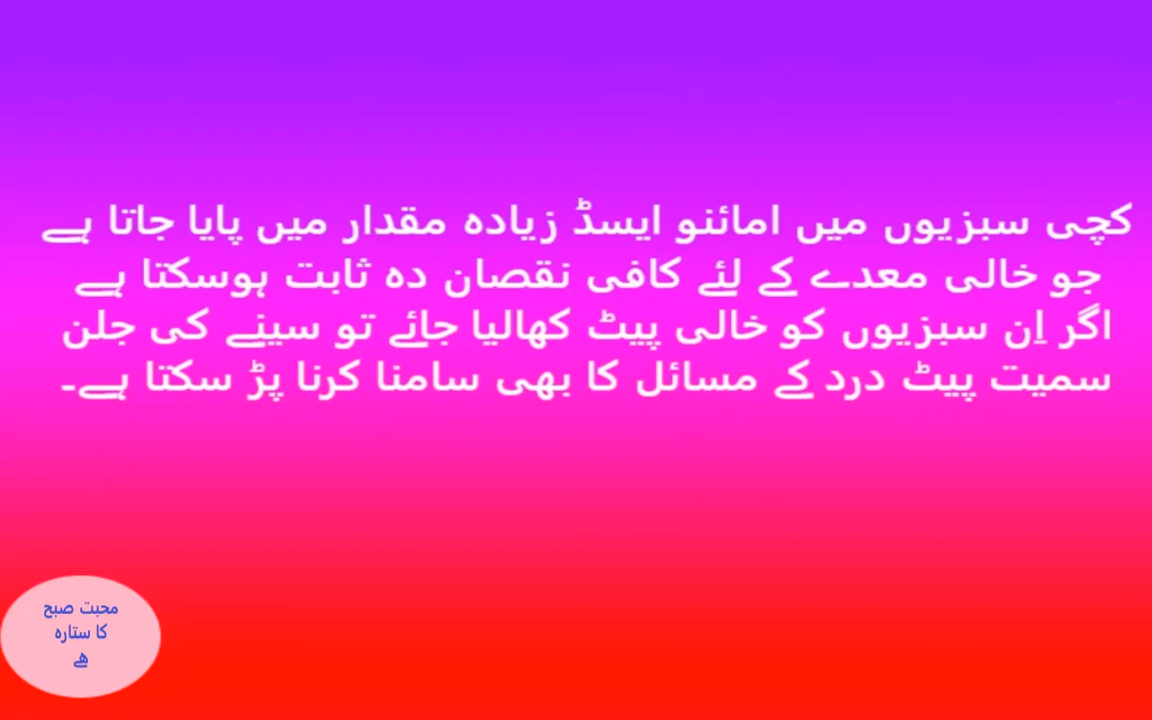 کچی سبزیوں میں امائنو ایسڈ زیادہ مقدار میں پایا جاتا ہے
جو خالی معدے کے لئے کافی نقصان دہ ثابت ہوسکتا ہے
اگر اِن سبزیوں کو خالی پیٹ کھالیا جائے تو سینے کی جلن
سمیت پیٹ درد کے مسائل کا بھی سامنا کرنا پڑ سکتا ہے۔
محبت صبح
کا ستارہ
ھے